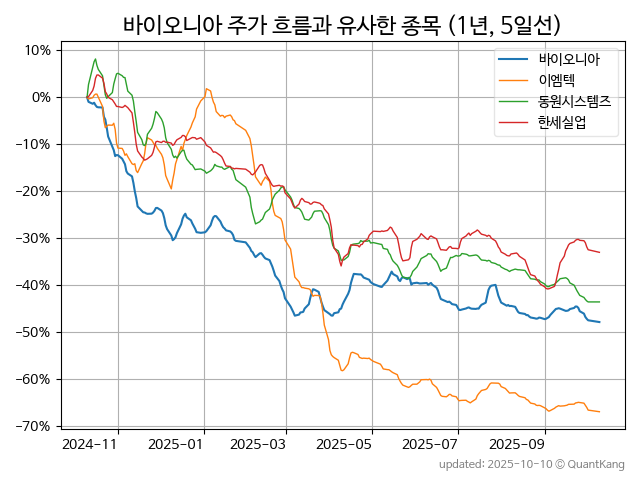 바이오니아 주가 흐름과 유사한 종목 (1년, 5일선)
바이오니아
이엠텍
동원시스템즈
한세실업
10%
0%
-10%
-20%
-30%
-40%
-50%
-60%
-70%
2024-11
2025-01
2025-03
2025-05
2025-07
2025-09
updated: 2025-10-10 © QuantKang